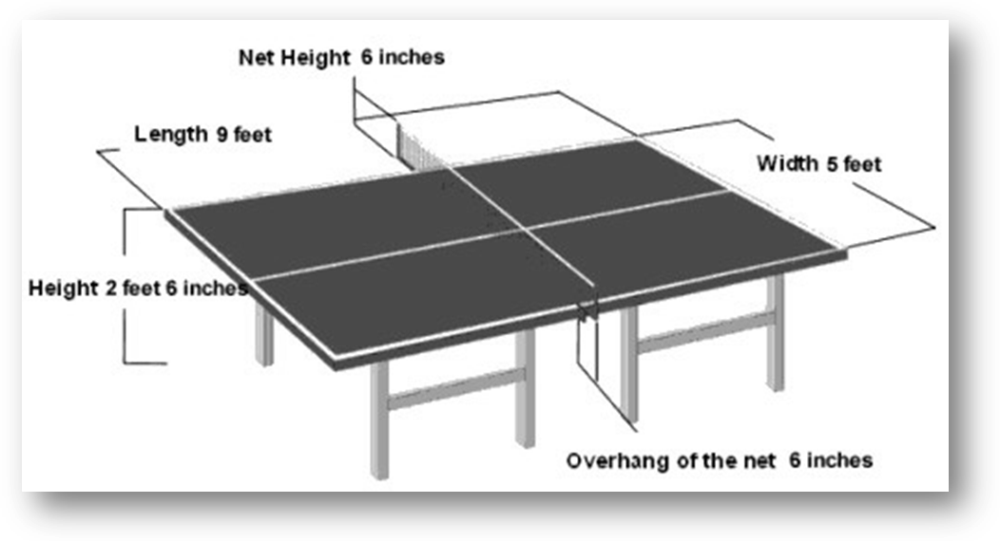 Net Height 6 inches
Length 9 feet
Width 5 feet
Height 2 feet 6 inches
Overhang of the net 6 inches